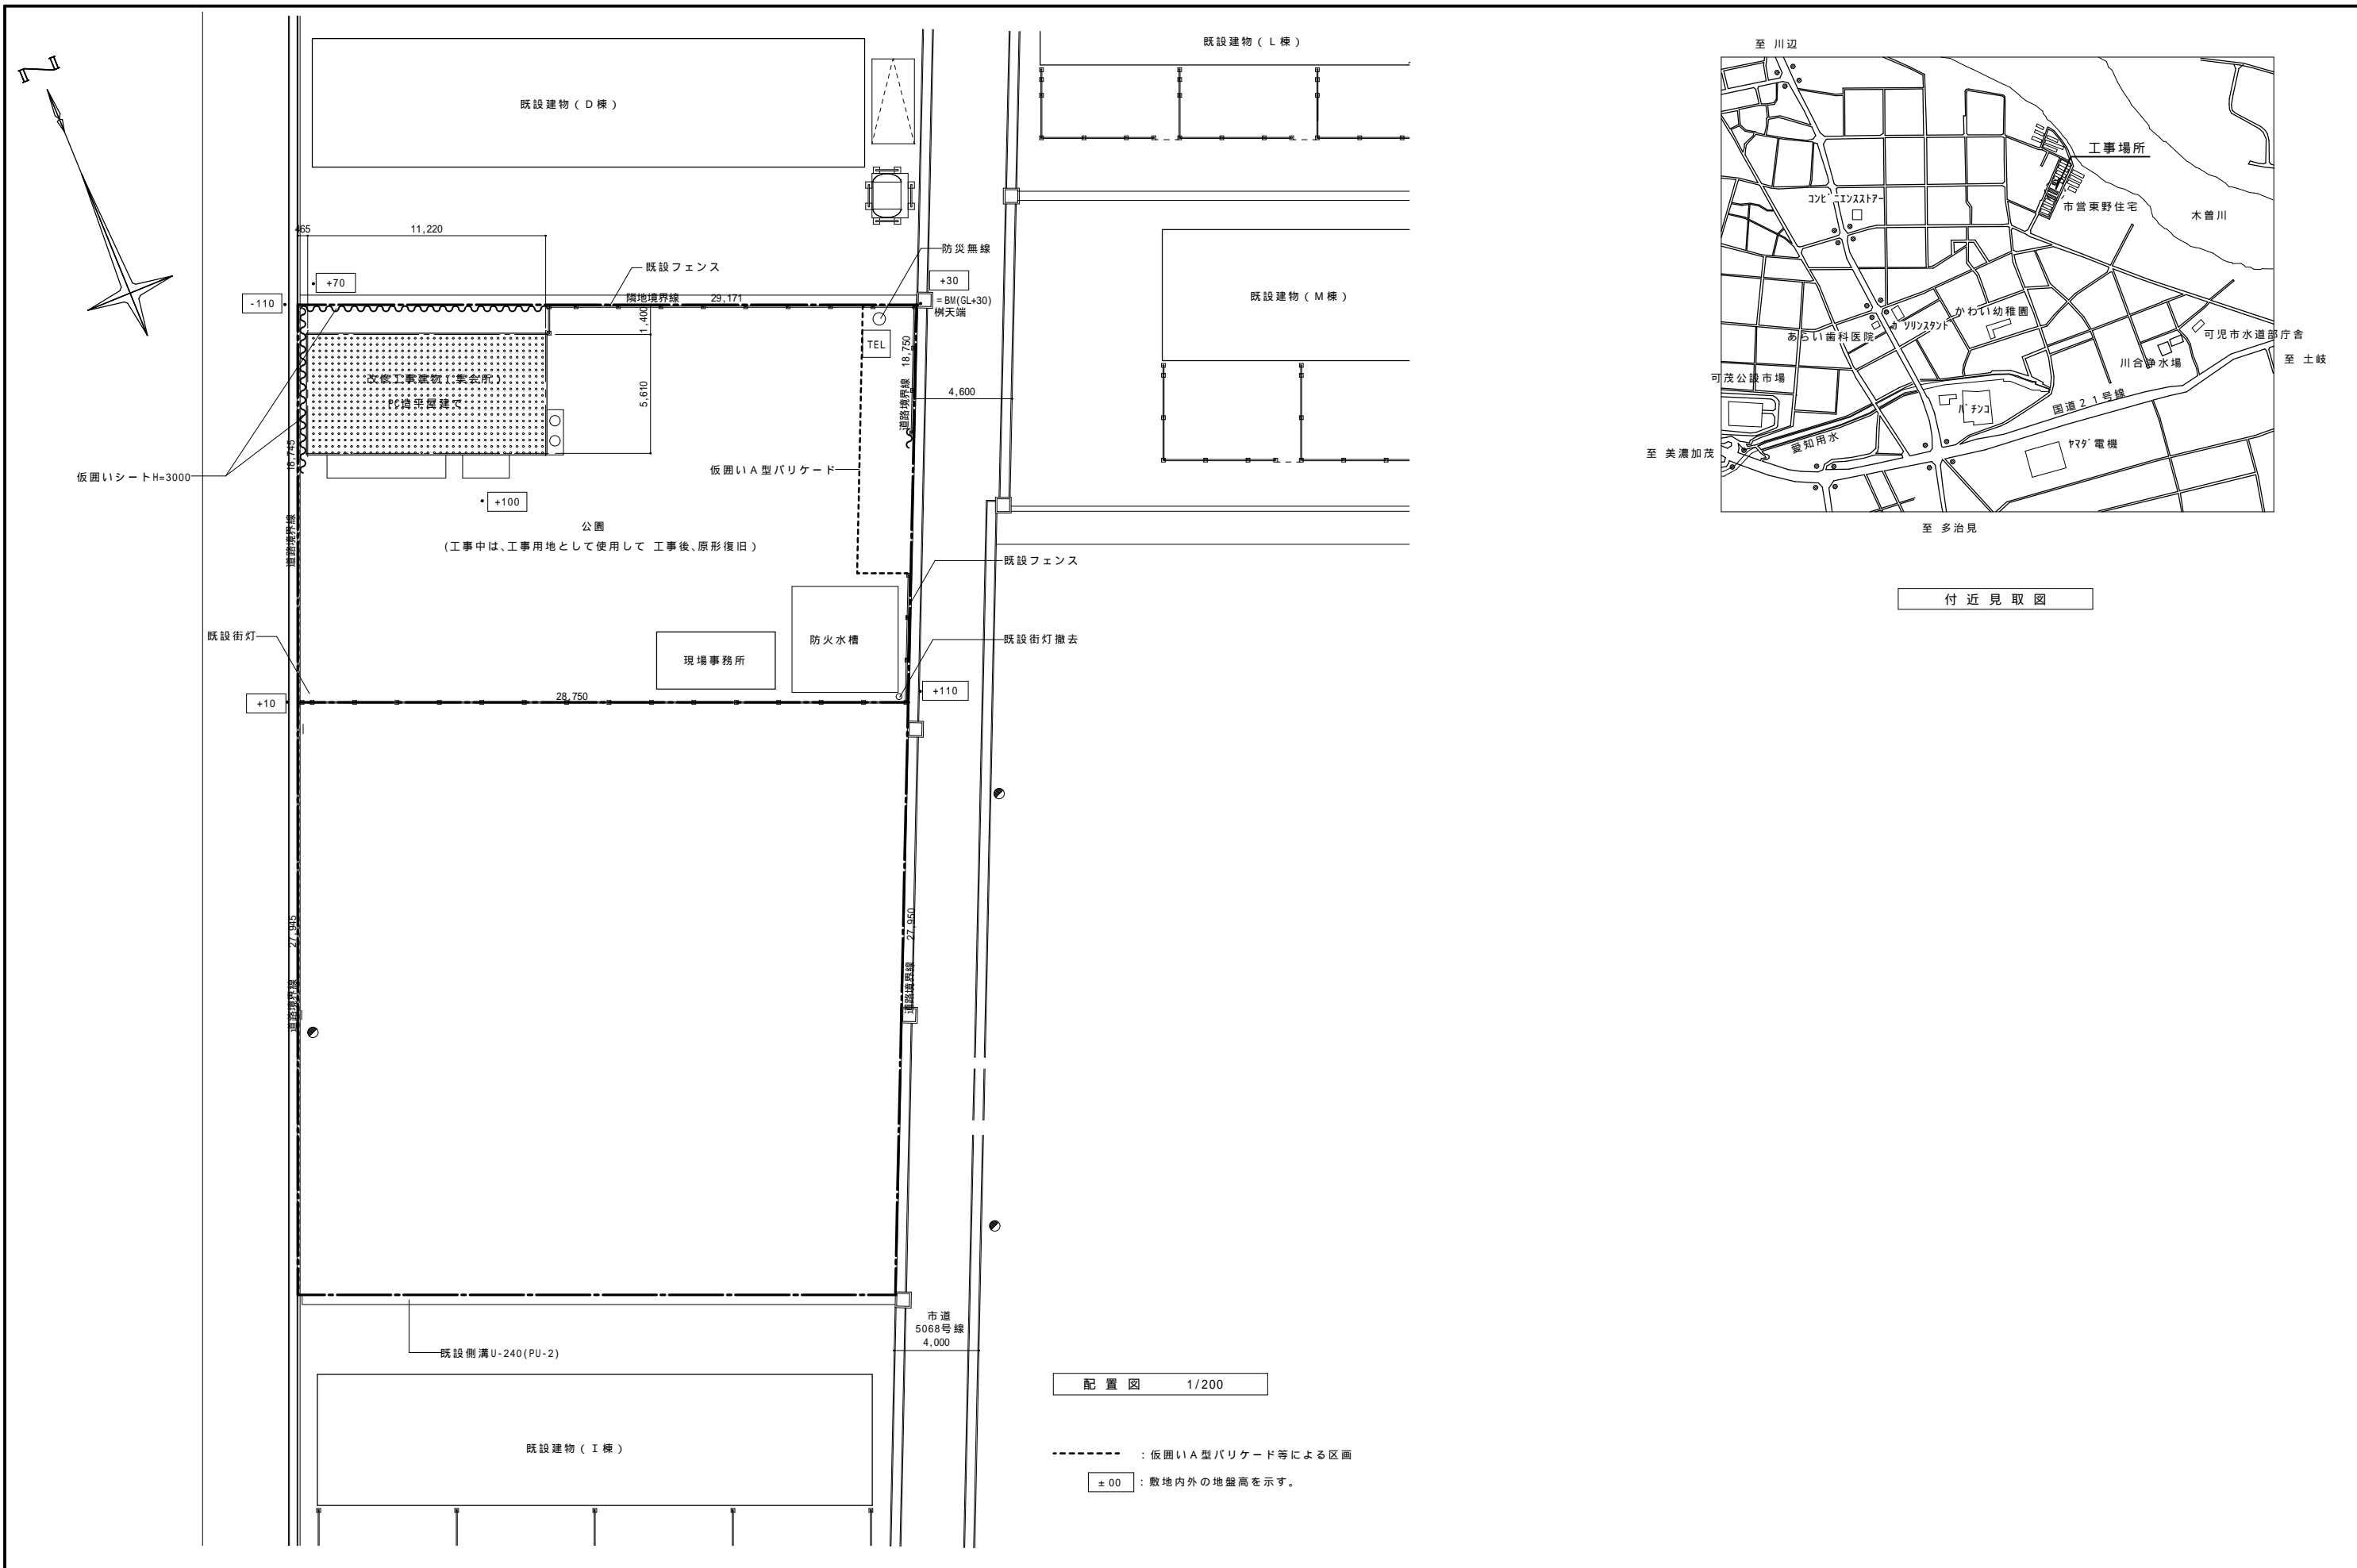 N
既設建物(D棟)
既設建物(L棟)
465
11,220
+70
-110
既設フェンス
隣地境界線
29,171
防災無線
+30
=BM(GL+30)
桝天端
TEL
1,400
5,610
道路境界線
18,750
4,600
既設建物(M棟)
改修工事建物(集会所)
PC造平屋建て
仮囲いシートH=3000
18,745
道路境界線
仮囲いA型バリケード
+100
公園
(工事中は、工事用地として使用して 工事後、原形復旧)
既設フェンス
既設街灯
現場事務所
防火水槽
既設街灯撤去
+10
28,750
+110
27,945
道路境界線
27,950
道路境界線
市道
5068号線
4,000
既設側溝U-240(PU-2)
既設建物(I棟)
配置図 1/200
:仮囲いA型バリケード等による区画
±00
:敷地内外の地盤高を示す。
至 川辺
工事場所
コンビニエンスストアー
市営東野住宅
木曽川
かわい幼稚園
ガソリンスタンド
あらい歯科医院
可児市水道部庁舎
川合浄水場
至 土岐
可茂公設市場
パチンコ
国道21号線
愛知用水
ヤマダ電機
至 美濃加茂
至 多治見
付近見取図